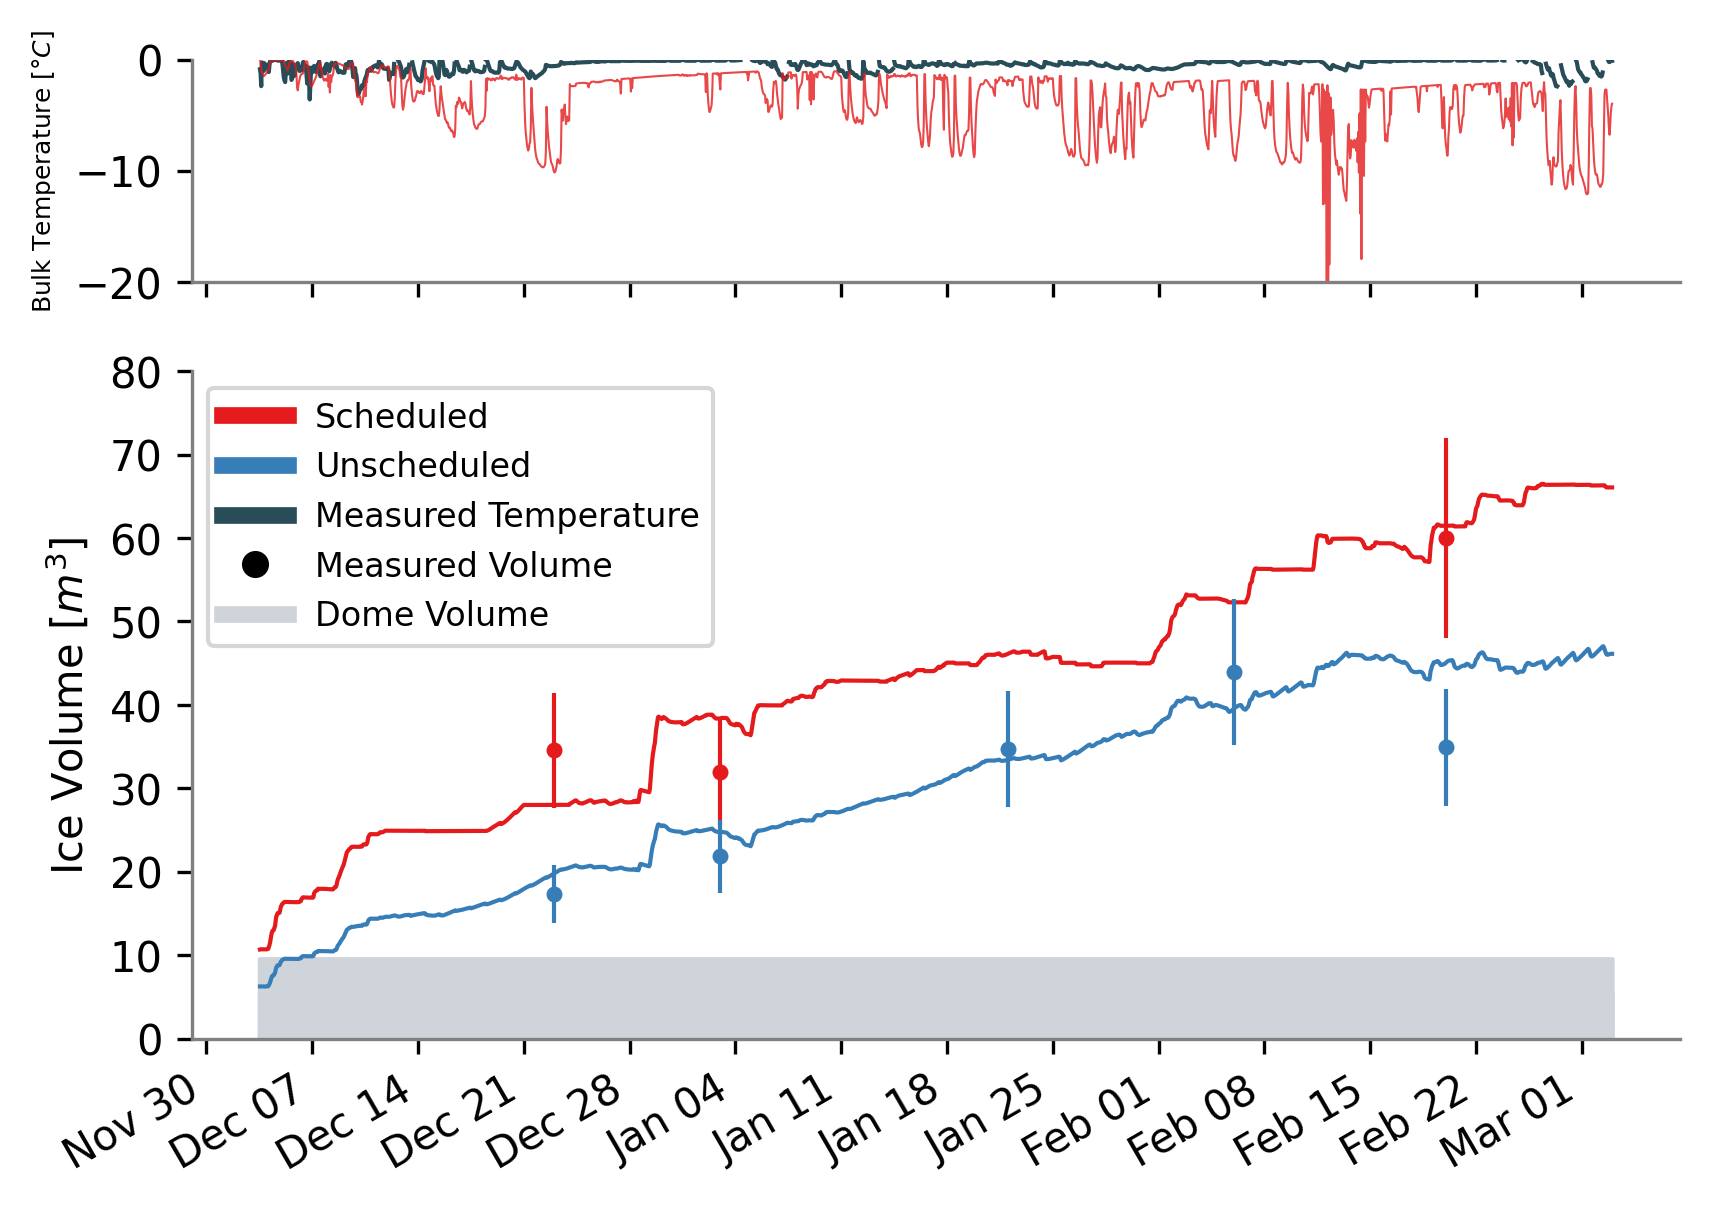 Bulk Temperature [°C]
0
−10
−20
Ice Volume [m³]
80
70
60
50
40
30
20
10
0
Scheduled
Unscheduled
Measured Temperature
Measured Volume
Dome Volume
Nov 30
Dec 07
Dec 14
Dec 21
Dec 28
Jan 04
Jan 11
Jan 18
Jan 25
Feb 01
Feb 08
Feb 15
Feb 22
Mar 01